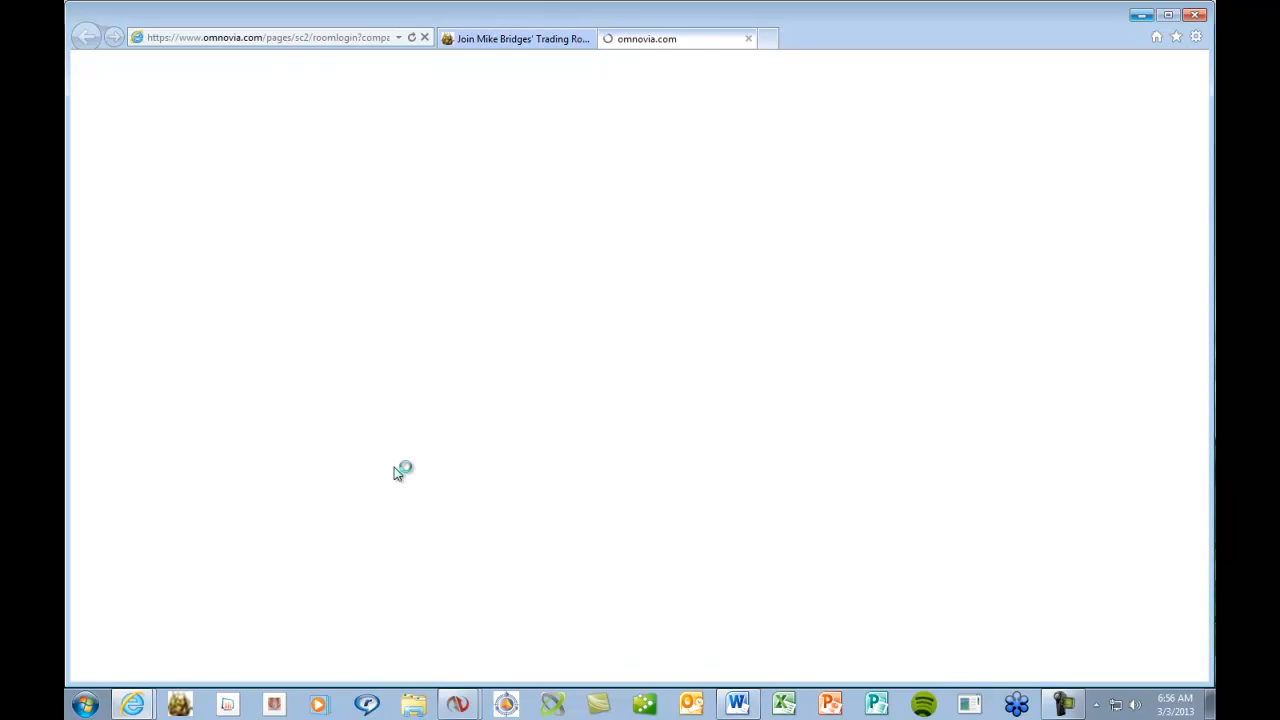 https://www.omnovia.com/pages/sc2/roomlogin?compa
Join Mike Bridges' Trading Ro...
omnovia.com
6:56 AM
3/3/2013